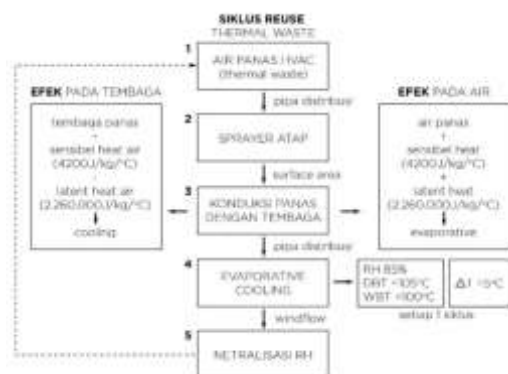 SIKLUS REUSE
THERMAL WASTE
1
AIR PANAS HVAC
(thermal waste)
pipa distribusi
2
SPRAYER ATAP
surface area
3
KONDUKSI PANAS
DENGAN TEMBAGA
pipa distribusi
4
EVAPORATIVE
COOLING
windflow
5
NETRALISASI RH
EFEK PADA TEMBAGA
tembaga panas
sensibel heat air
(4200J/kg/°C)
latent heat air
(2.260.000J/kg/°C)
cooling
EFEK PADA AIR
air panas
+
sensibel heat
(4200J/kg/°C)
+
latent heat
(2.260.000J/kg/°C)
evaporative
RH 85%
DBT
WBT
setiap 1 siklus